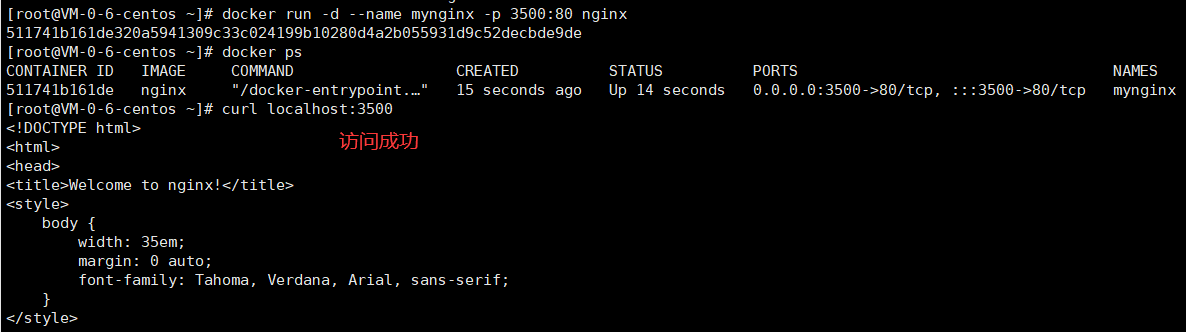 [root@VM-0-6-centos ~]# docker run -d --name mynginx -p 3500:80 nginx
511741b161de320a5941309c33c024199b10280d4a2b055931d9c52decbde9de
[root@VM-0-6-centos ~]# docker ps
CONTAINER ID   IMAGE     COMMAND                  CREATED          STATUS          PORTS                                   NAMES
511741b161de   nginx     "/docker-entrypoint.…"   15 seconds ago   Up 14 seconds   0.0.0.0:3500->80/tcp, :::3500->80/tcp   mynginx
[root@VM-0-6-centos ~]# curl localhost:3500
<!DOCTYPE html>
访问成功
<html>
<head>
<title>Welcome to nginx!</title>
<style>
    body {
        width: 35em;
        margin: 0 auto;
        font-family: Tahoma, Verdana, Arial, sans-serif;
    }
</style>